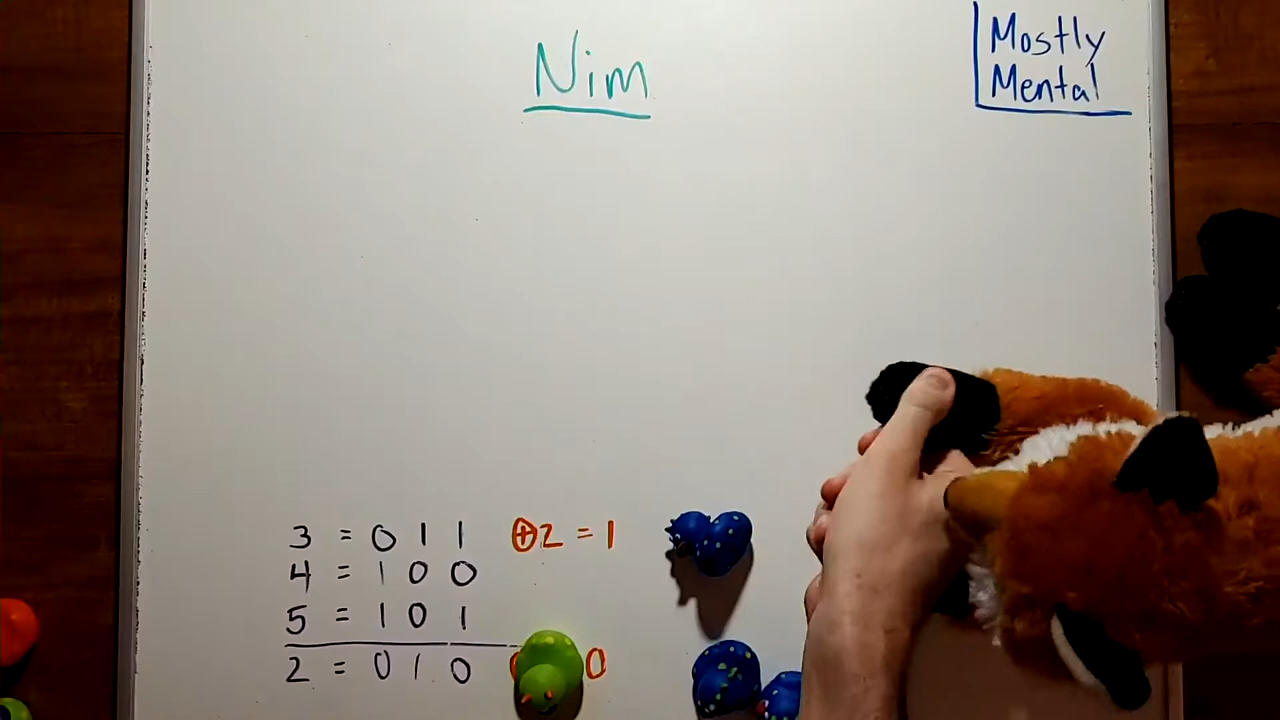 Nim
Mostly
Mental
3 = 0 1 1 ⊕2 = 1
4 = 1 0 0
5 = 1 0 1
2 = 0 1 0 0